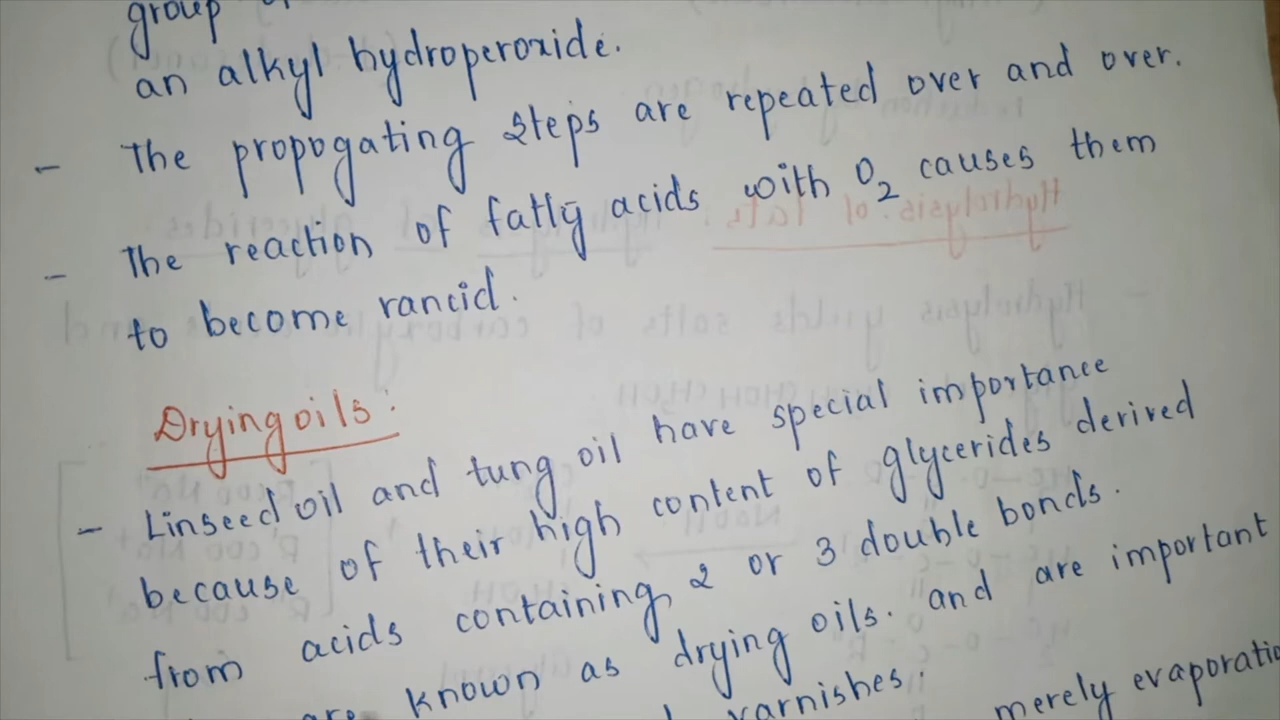 group
an alkyl hydroperoxide.
- The propogating steps are repeated over and over.
- The reaction of fatty acids with O2 causes them
to become rancid.
Drying oils:
- Linseed oil and tung oil have special importance
because of their high content of glycerides derived
from acids containing 2 or 3 double bonds.
are known as drying oils. and are important
varnishes.
merely evaporatio